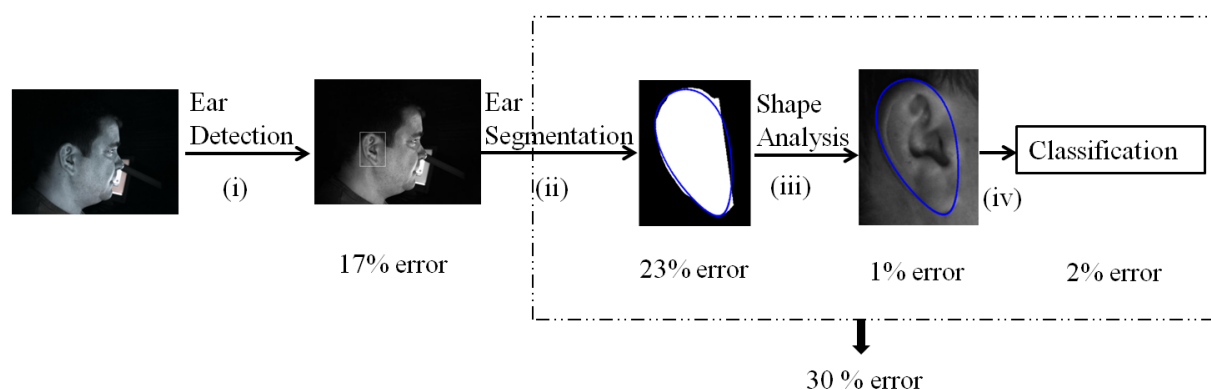 Ear
Detection
(i)
17% error
Ear
Segmentation
(ii)
23% error
Shape
Analysis
(iii)
1% error
(iv)
Classification
2% error
30 % error